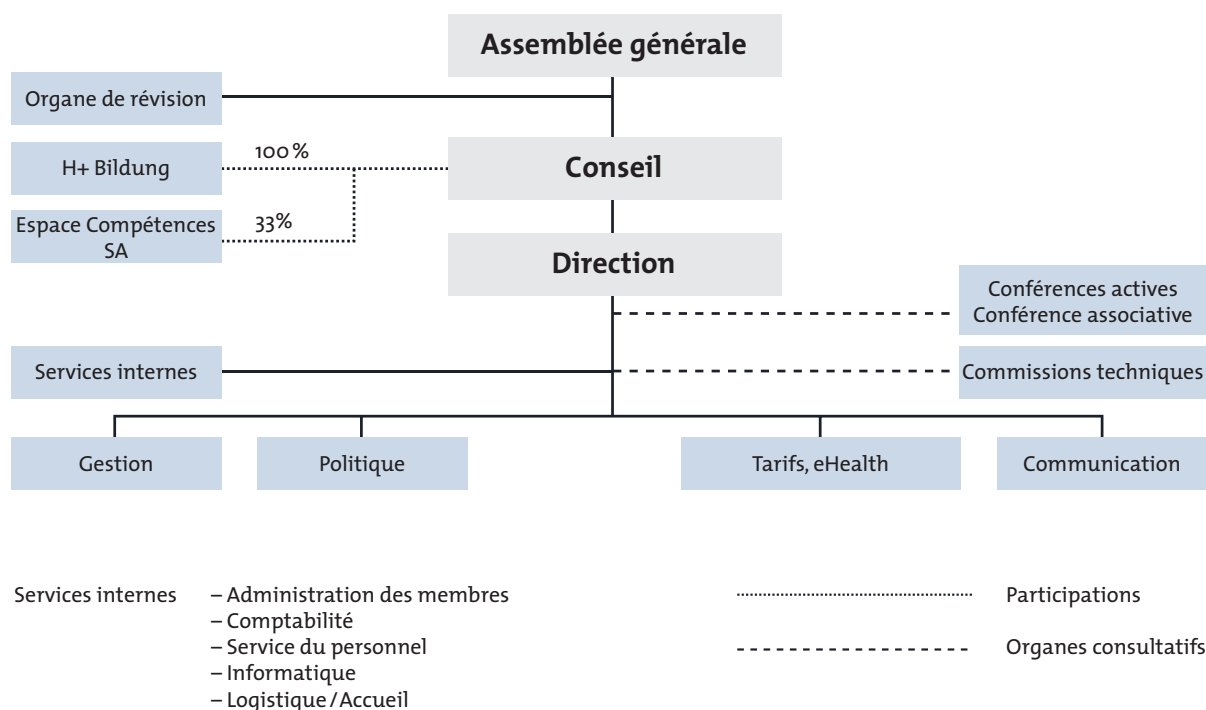 Assemblée générale
Organe de révision
H+ Bildung
100%
Conseil
Espace Compétences
SA
33%
Direction
Conférences actives
Conférence associative
Services internes
Commissions techniques
Gestion
Politique
Tarifs, eHealth
Communication
Services internes
– Administration des membres
– Comptabilité
– Service du personnel
– Informatique
– Logistique/Accueil
Participations
Organes consultatifs